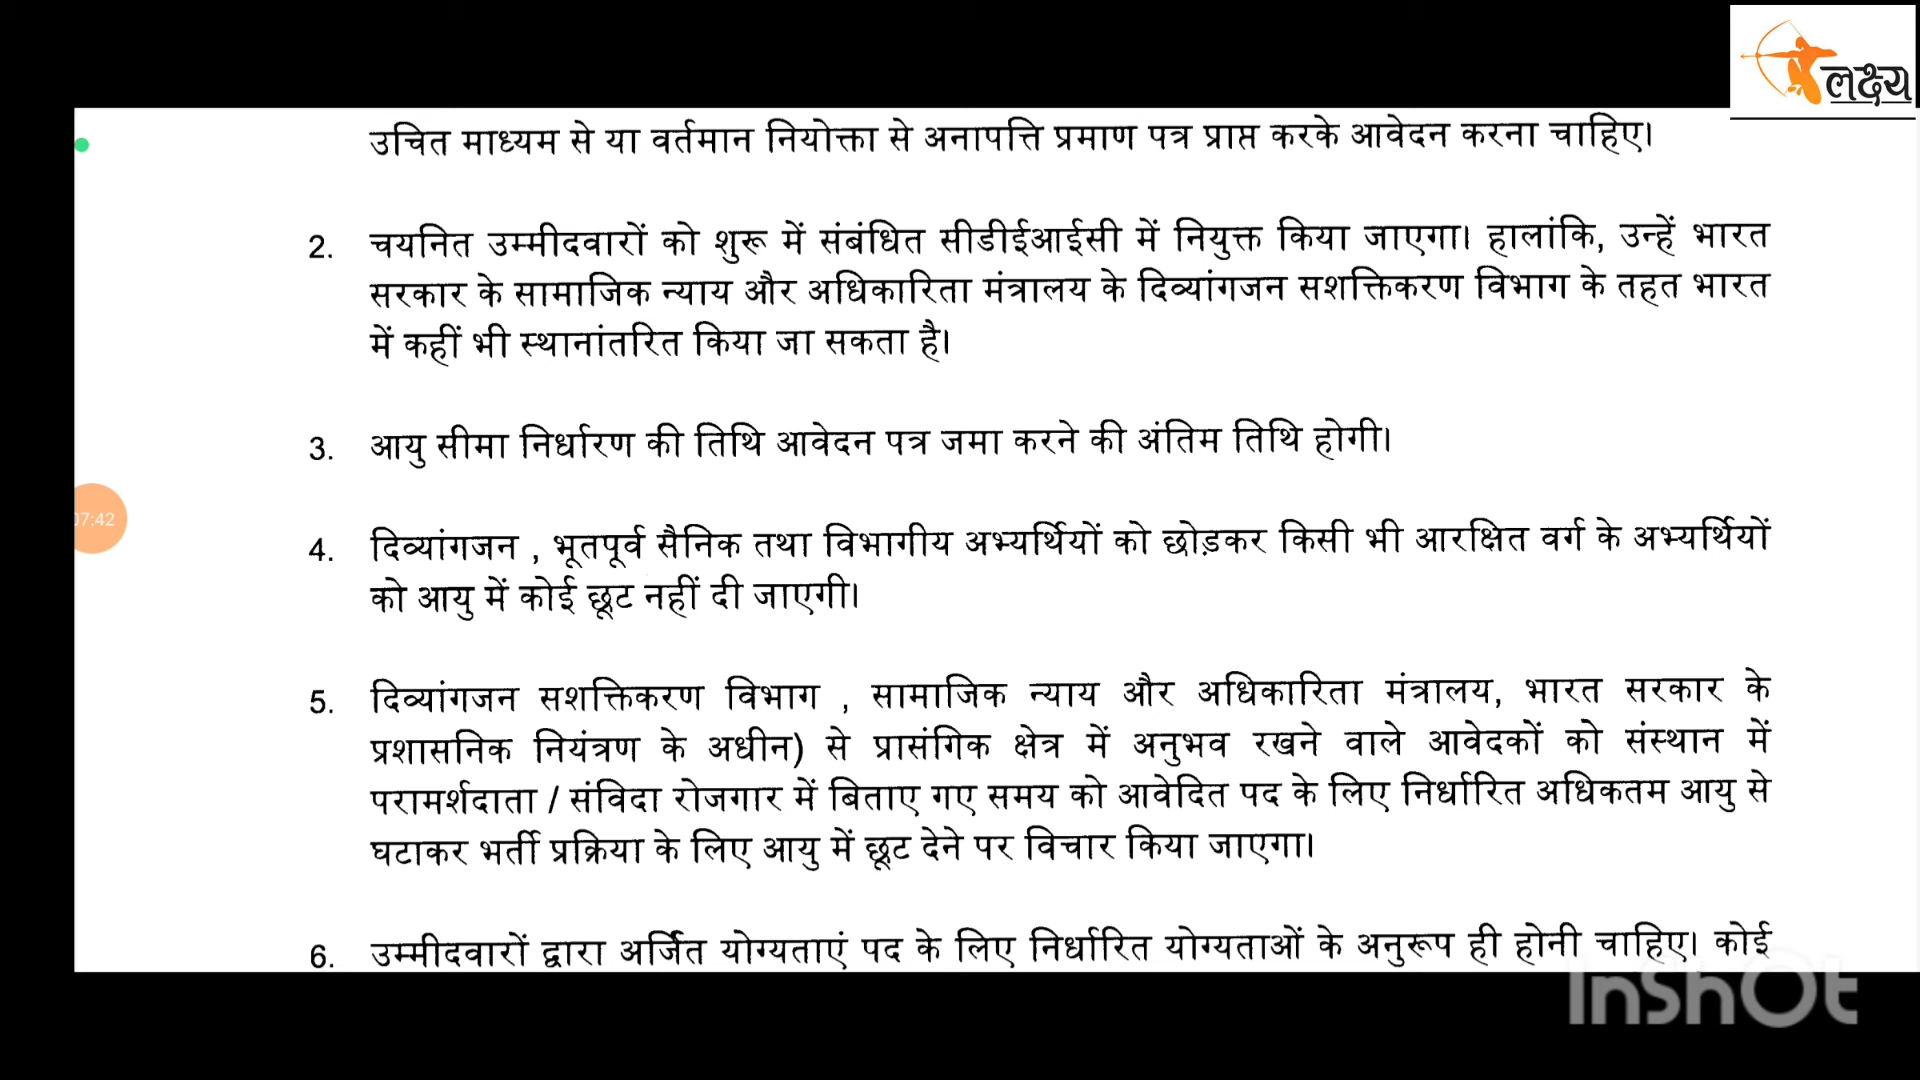 लक्ष्य
उचित माध्यम से या वर्तमान नियोक्ता से अनापत्ति प्रमाण पत्र प्राप्त करके आवेदन करना चाहिए।
2. चयनित उम्मीदवारों को शुरू में संबंधित सीडीईआईसी में नियुक्त किया जाएगा। हालांकि, उन्हें भारत
सरकार के सामाजिक न्याय और अधिकारिता मंत्रालय के दिव्यांगजन सशक्तिकरण विभाग के तहत भारत
में कहीं भी स्थानांतरित किया जा सकता है।
3. आयु सीमा निर्धारण की तिथि आवेदन पत्र जमा करने की अंतिम तिथि होगी।
07:42
4. दिव्यांगजन , भूतपूर्व सैनिक तथा विभागीय अभ्यर्थियों को छोड़कर किसी भी आरक्षित वर्ग के अभ्यर्थियों
को आयु में कोई छूट नहीं दी जाएगी।
5. दिव्यांगजन सशक्तिकरण विभाग , सामाजिक न्याय और अधिकारिता मंत्रालय, भारत सरकार के
प्रशासनिक नियंत्रण के अधीन) से प्रासंगिक क्षेत्र में अनुभव रखने वाले आवेदकों को संस्थान में
परामर्शदाता / संविदा रोजगार में बिताए गए समय को आवेदित पद के लिए निर्धारित अधिकतम आयु से
घटाकर भर्ती प्रक्रिया के लिए आयु में छूट देने पर विचार किया जाएगा।
6. उम्मीदवारों द्वारा अर्जित योग्यताएं पद के लिए निर्धारित योग्यताओं के अनुरूप ही होनी चाहिए। कोई
InShOt